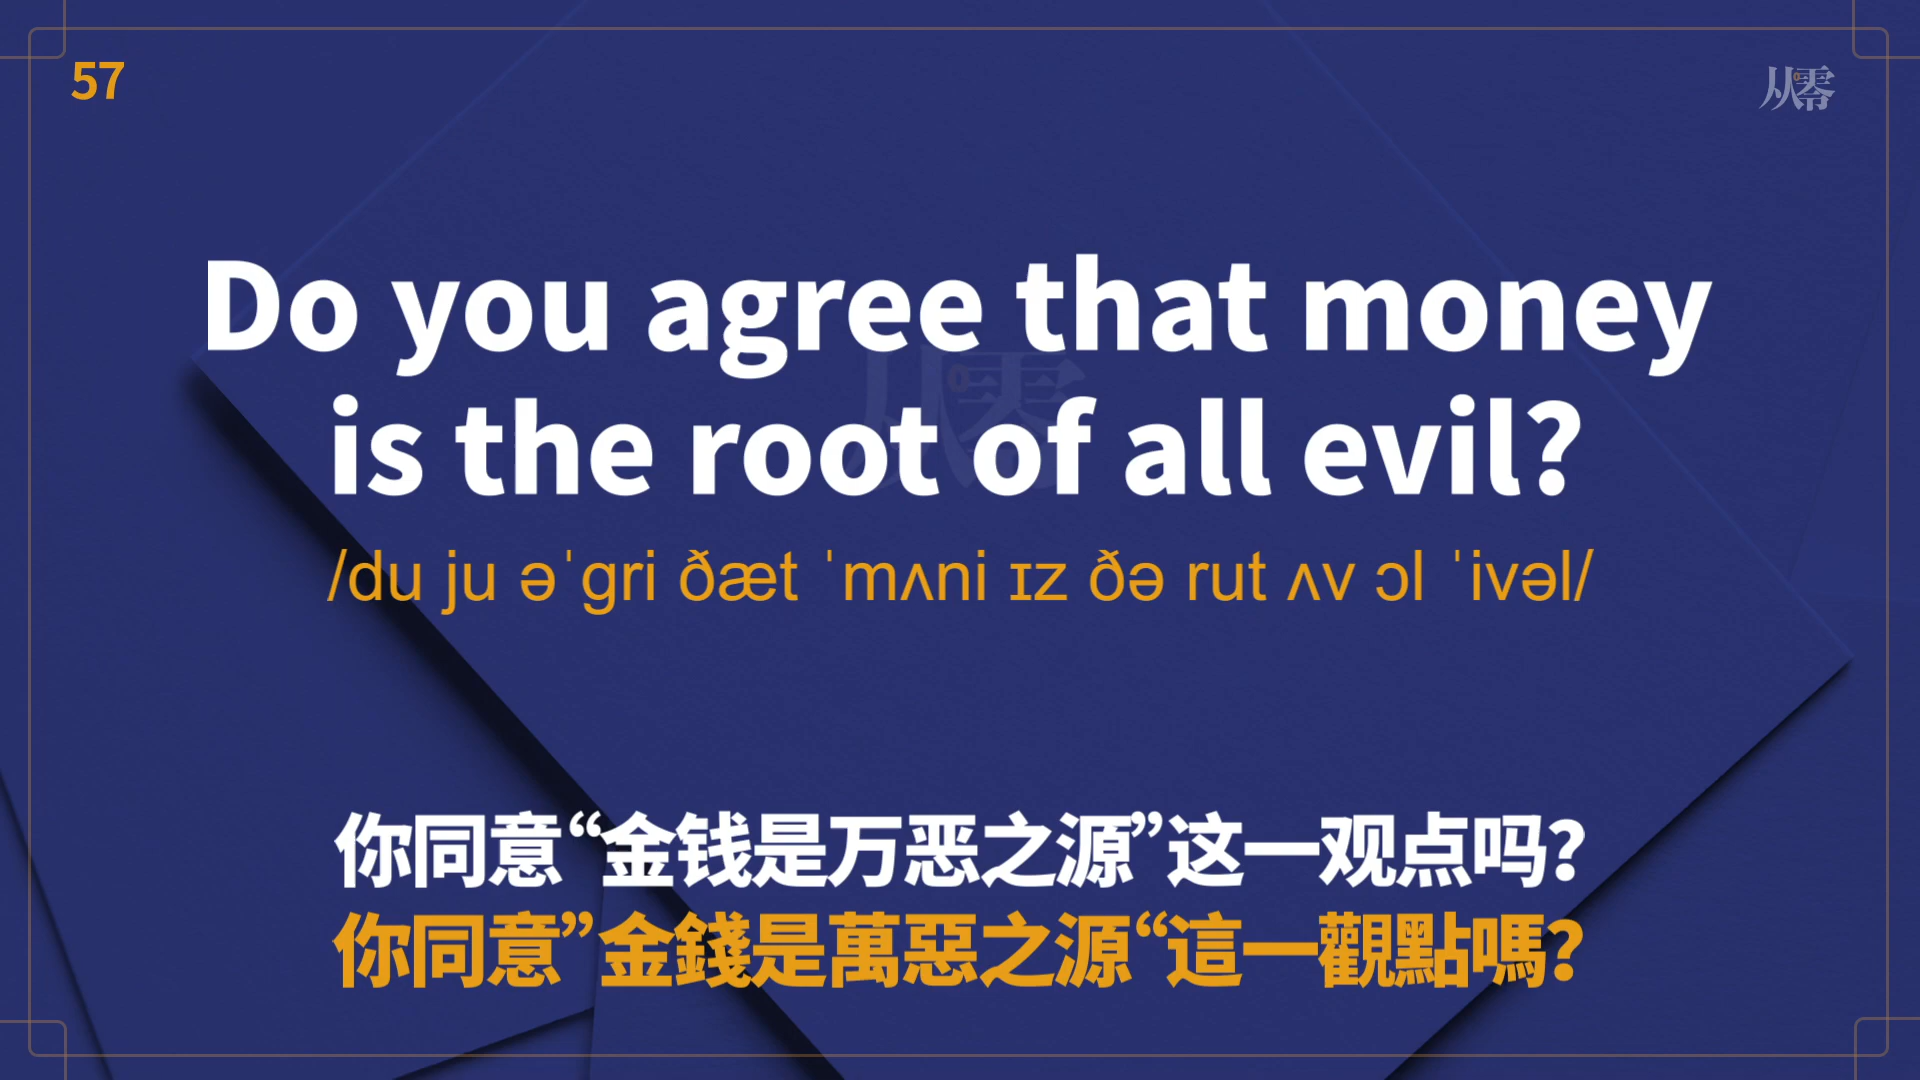 57
从零
Do you agree that money
is the root of all evil?
/du ju əˈɡri ðæt ˈmʌni ɪz ðə rut ʌv ɔl ˈivəl/
你同意“金钱是万恶之源”这一观点吗？
你同意”金錢是萬惡之源“這一觀點嗎？